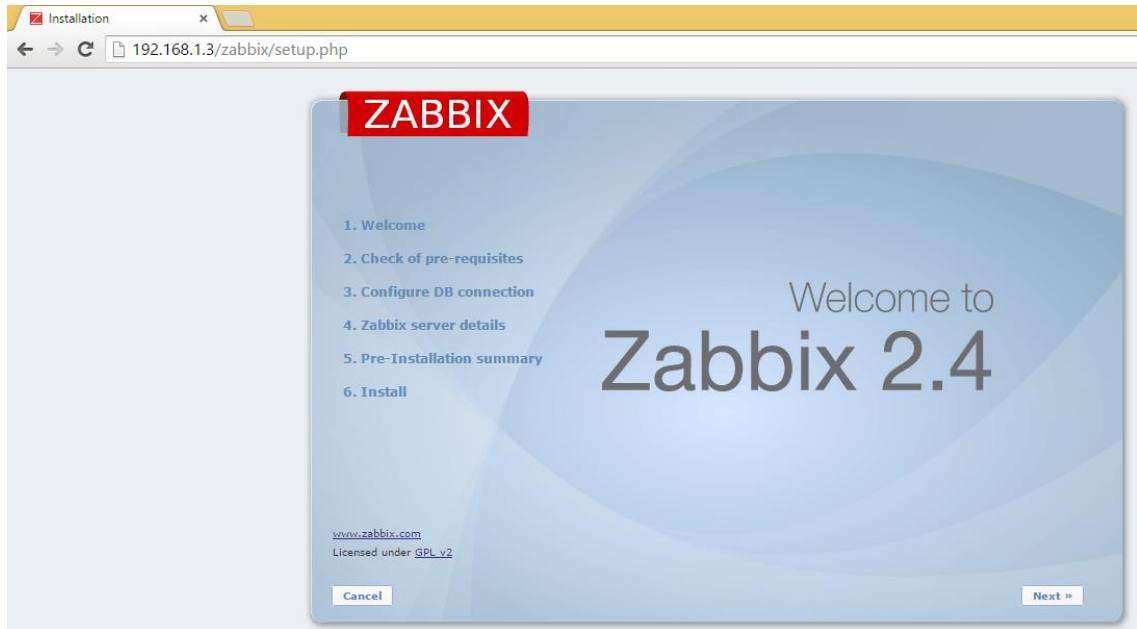 Installation
192.168.1.3/zabbix/setup.php
ZABBIX
1. Welcome
2. Check of pre-requisites
3. Configure DB connection
4. Zabbix server details
5. Pre-Installation summary
6. Install
Welcome to
Zabbix 2.4
www.zabbix.com
Licensed under GPL v2
Cancel
Next »